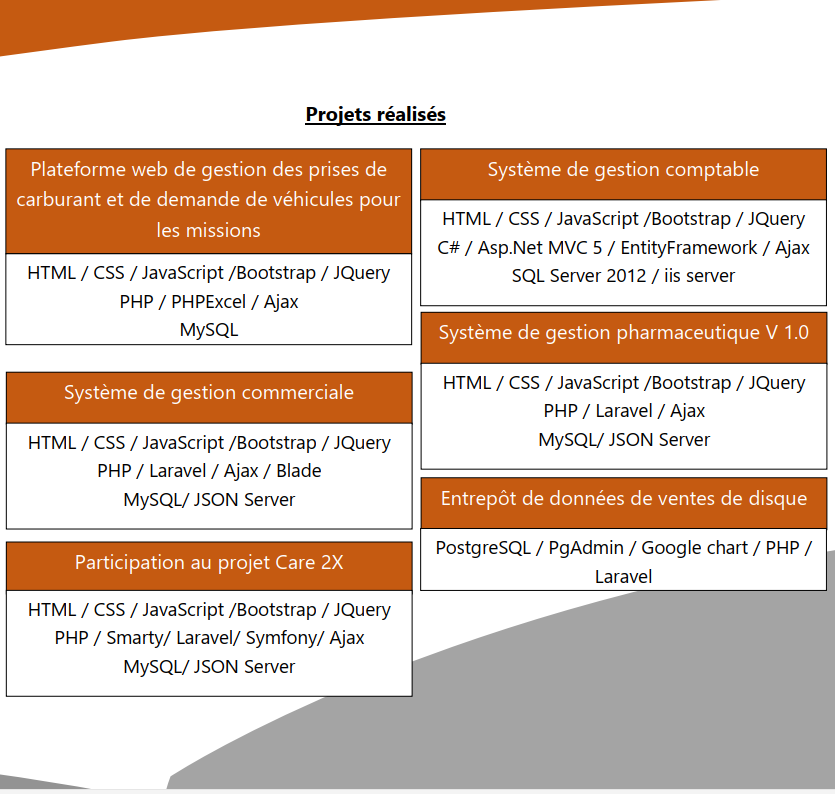 Projets réalisés
Plateforme web de gestion des prises de
carburant et de demande de véhicules pour
les missions
HTML / CSS / JavaScript /Bootstrap / JQuery
PHP / PHPExcel / Ajax
MySQL
Système de gestion commerciale
HTML / CSS / JavaScript /Bootstrap / JQuery
PHP / Laravel / Ajax / Blade
MySQL/ JSON Server
Participation au projet Care 2X
HTML / CSS / JavaScript /Bootstrap / JQuery
PHP / Smarty/ Laravel/ Symfony/ Ajax
MySQL/ JSON Server
Système de gestion comptable
HTML / CSS / JavaScript /Bootstrap / JQuery
C# / Asp.Net MVC 5 / EntityFramework / Ajax
SQL Server 2012 / iis server
Système de gestion pharmaceutique V 1.0
HTML / CSS / JavaScript /Bootstrap / JQuery
PHP / Laravel / Ajax
MySQL/ JSON Server
Entrepôt de données de ventes de disque
PostgreSQL / PgAdmin / Google chart / PHP /
Laravel